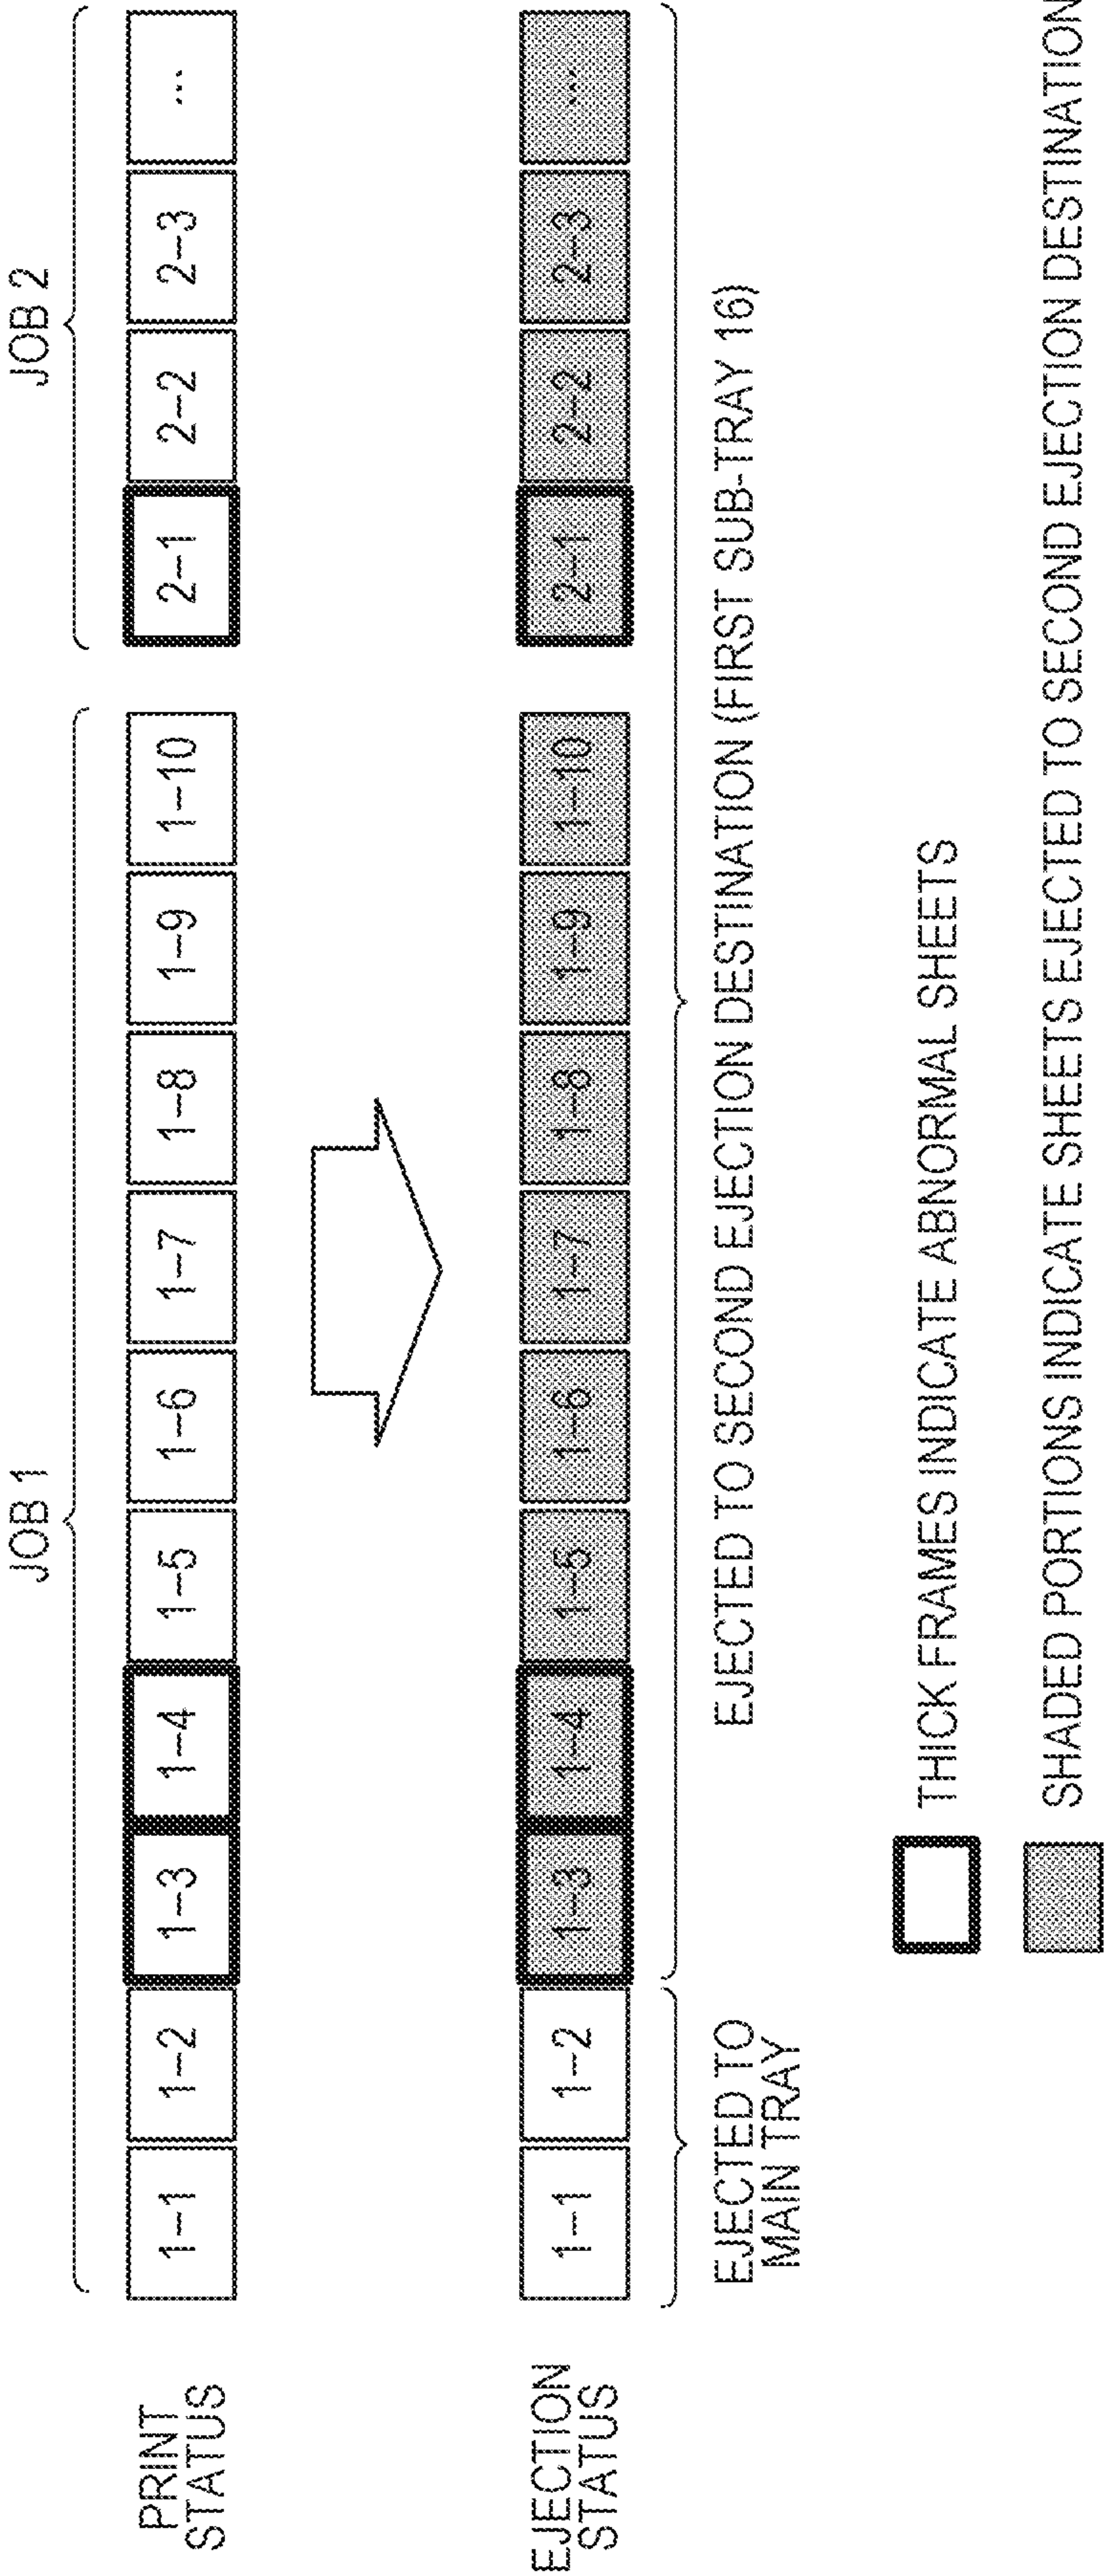 JOB 1
JOB 2
PRINT
STATUS
1-1
1-2
1-3
1-4
1-5
1-6
1-7
1-8
1-9
1-10
2-1
2-2
2-3
...
EJECTION
STATUS
1-1
1-2
1-3
1-4
1-5
1-6
1-7
1-8
1-9
1-10
2-1
2-2
2-3
...
EJECTED TO
MAIN TRAY
EJECTED TO SECOND EJECTION DESTINATION (FIRST SUB-TRAY 16)
THICK FRAMES INDICATE ABNORMAL SHEETS
SHADED PORTIONS INDICATE SHEETS EJECTED TO SECOND EJECTION DESTINATION